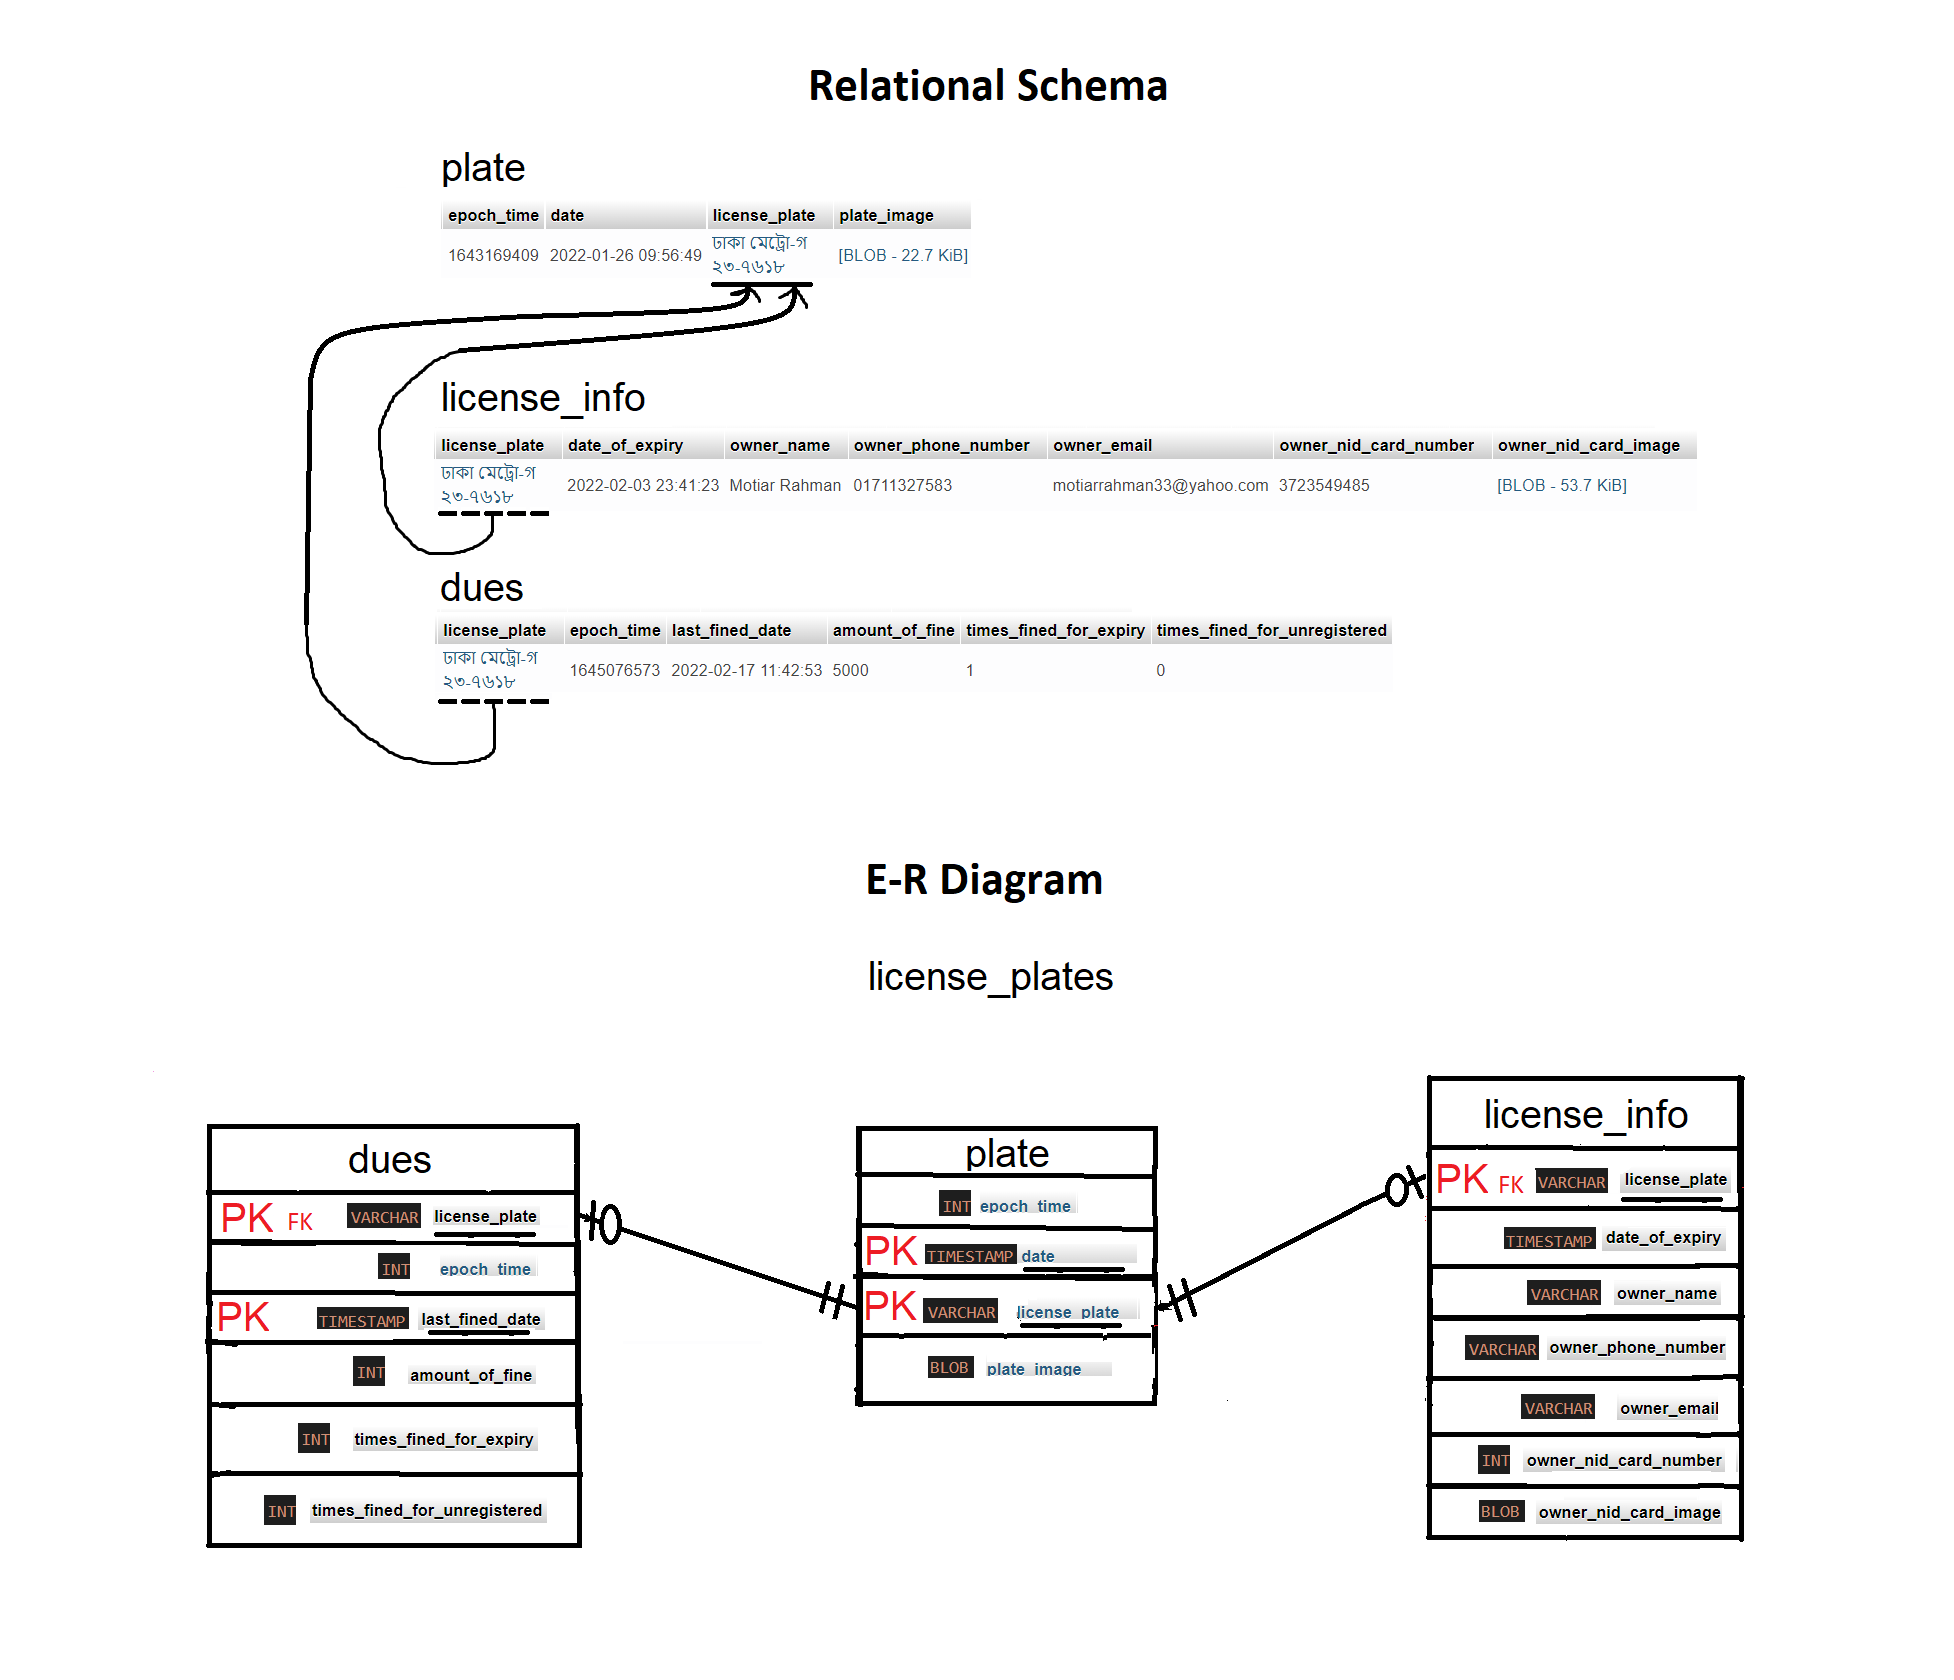 Relational Schema
plate
epoch_time date license_plate plate_image
1643169409 2022-01-26 09:56:49 ঢাকা মেট্রো-গ [BLOB - 22.7 KiB]
২৩-৭৬১৮
license_info
license_plate date_of_expiry owner_name owner_phone_number owner_email owner_nid_card_number owner_nid_card_image
ঢাকা মেট্রো-গ 2022-02-03 23:41:23 Motiar Rahman 01711327583 motiarrahman33@yahoo.com 3723549485 [BLOB - 53.7 KiB]
২৩-৭৬১৮
dues
license_plate epoch_time last_fined_date amount_of_fine times_fined_for_expiry times_fined_for_unregistered
ঢাকা মেট্রো-গ 1645076573 2022-02-17 11:42:53 5000 1 0
২৩-৭৬১৮
E-R Diagram
license_plates
dues
PK FK VARCHAR license_plate
INT epoch_time
PK TIMESTAMP last_fined_date
INT amount_of_fine
INT times_fined_for_expiry
INT times_fined_for_unregistered
plate
INT epoch_time
PK TIMESTAMP date
PK VARCHAR license_plate
BLOB plate_image
license_info
PK FK VARCHAR license_plate
TIMESTAMP date_of_expiry
VARCHAR owner_name
VARCHAR owner_phone_number
VARCHAR owner_email
INT owner_nid_card_number
BLOB owner_nid_card_image